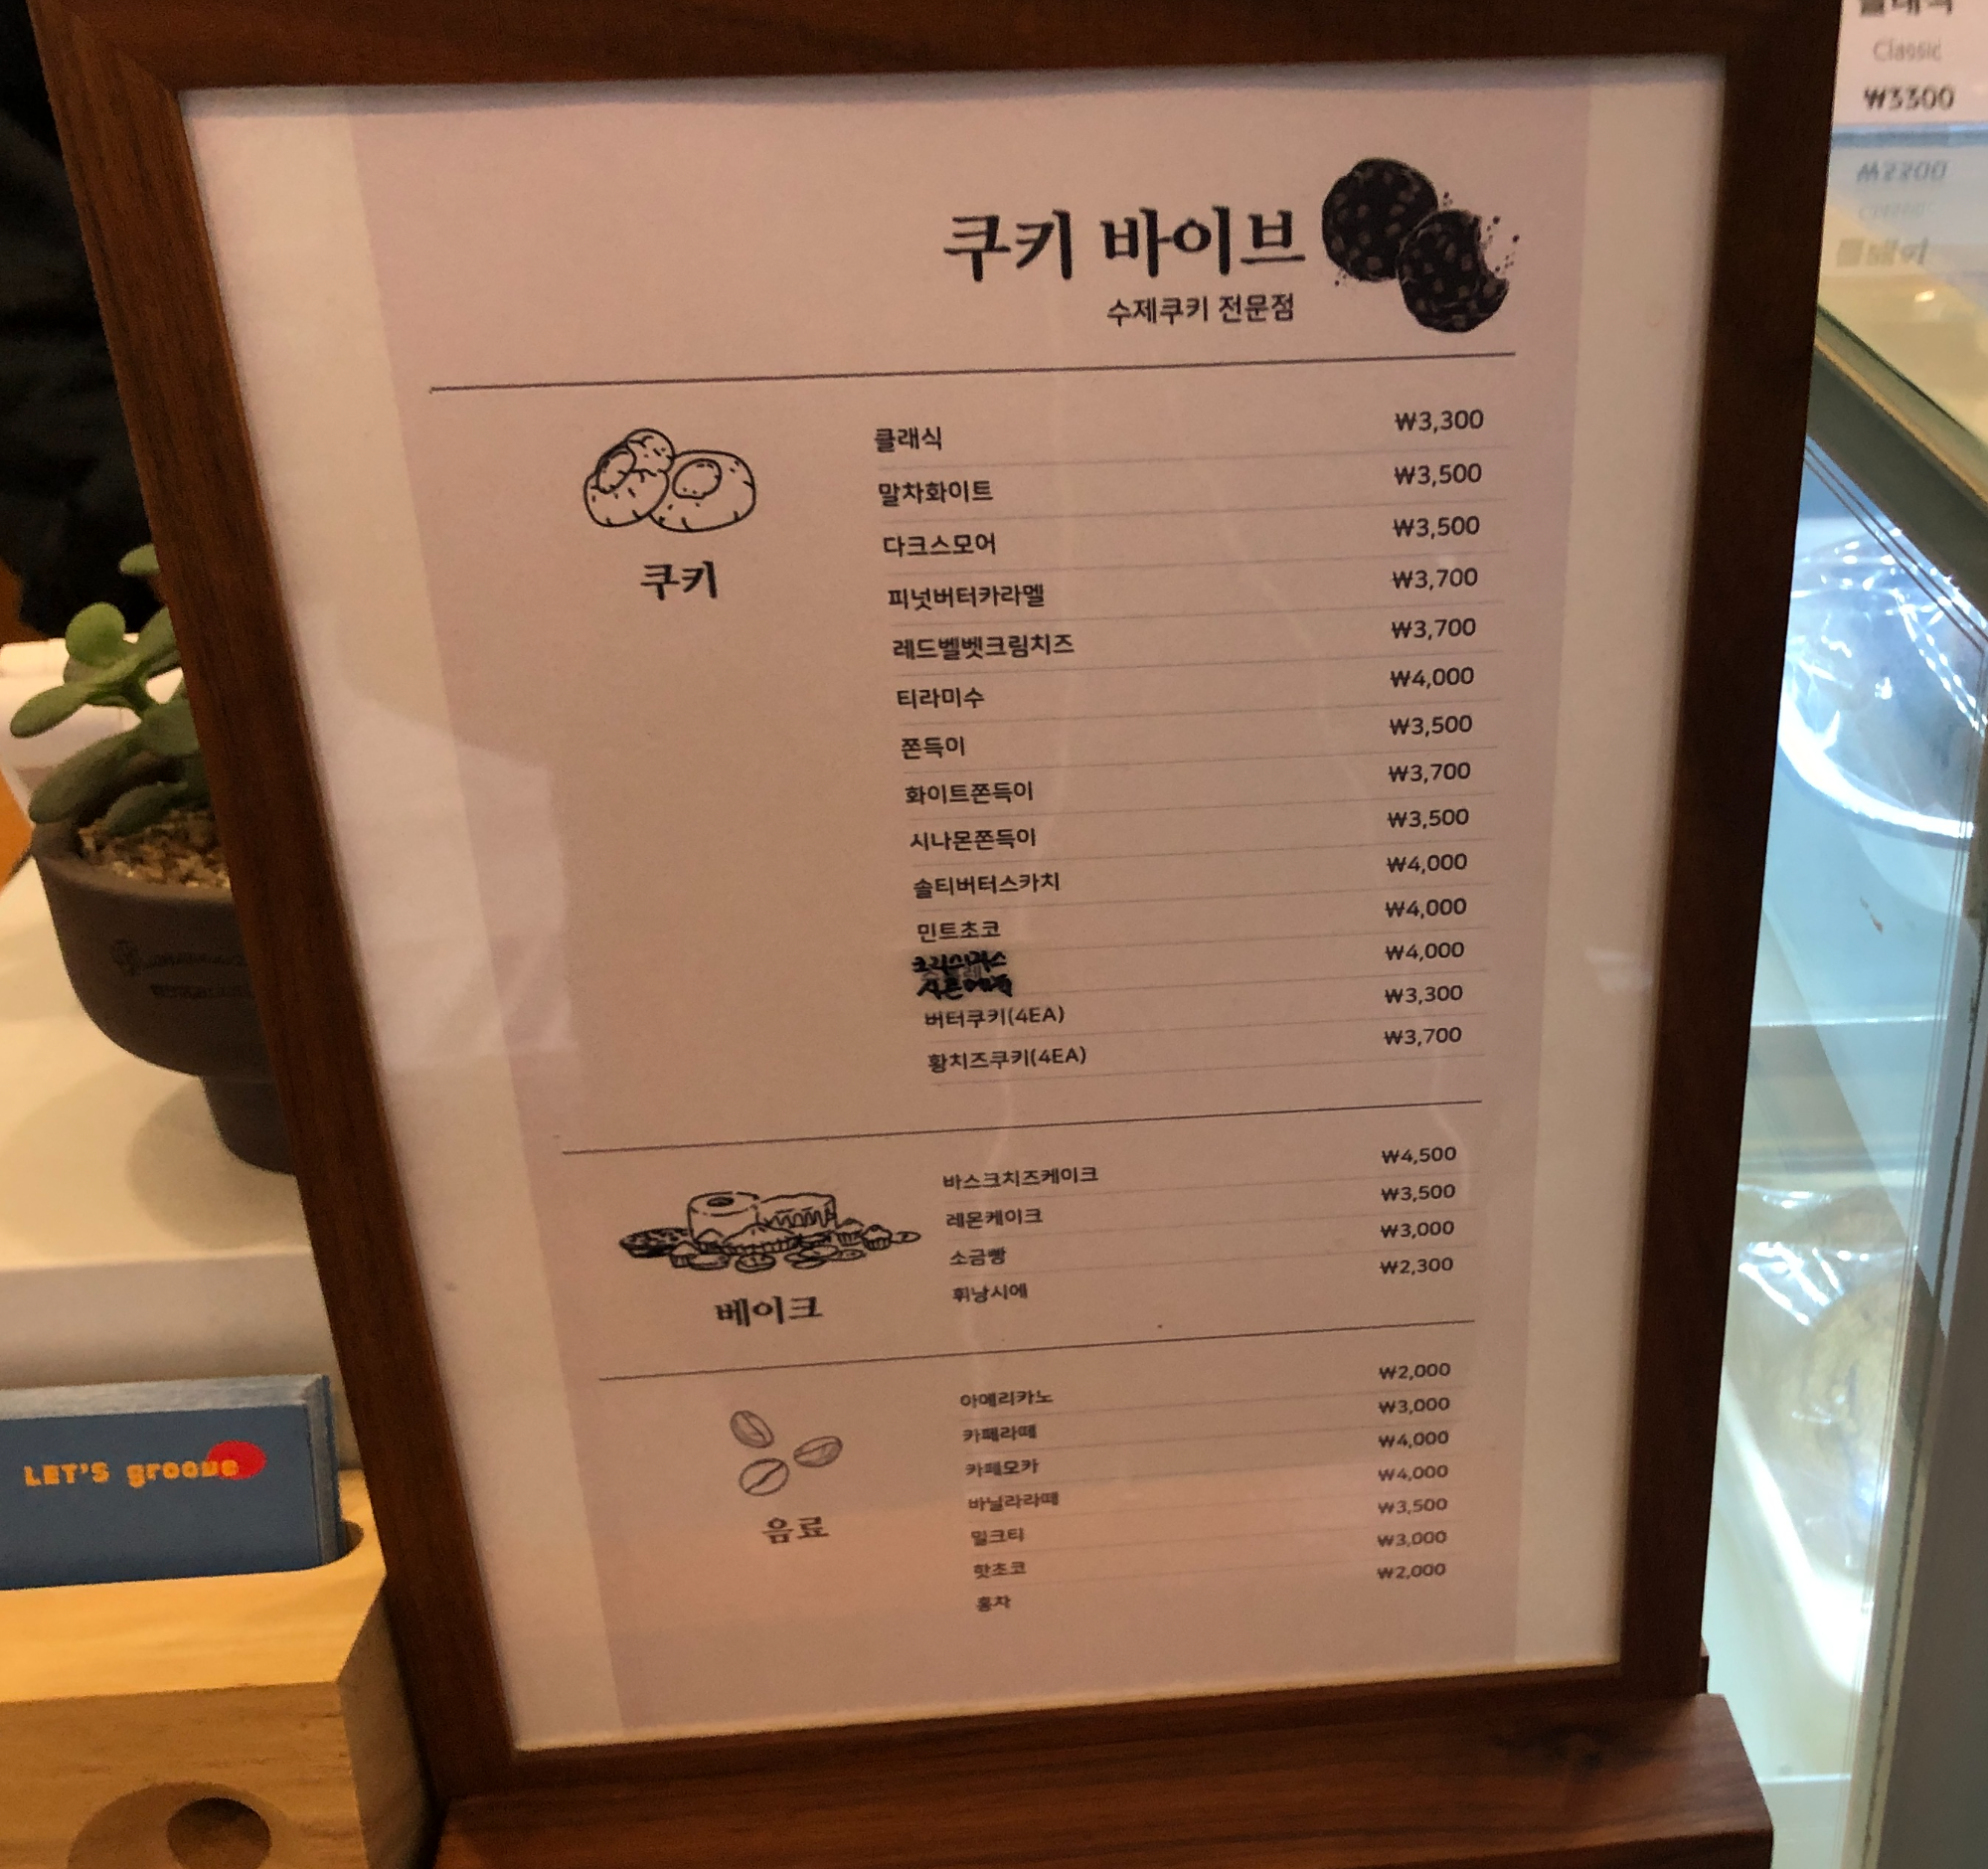 쿠키 바이브
수제쿠키 전문점
쿠키
클래식 ₩3,300
말차화이트 ₩3,500
다크스모어 ₩3,500
피넛버터카라멜 ₩3,700
레드벨벳크림치즈 ₩3,700
티라미수 ₩4,000
쫀득이 ₩3,500
화이트쫀득이 ₩3,700
시나몬쫀득이 ₩3,500
솔티버터스카치 ₩4,000
민트초코 ₩4,000
크리스마스 ₩4,000
버터쿠키(4EA) ₩3,300
황치즈쿠키(4EA) ₩3,700
베이크
바스크치즈케이크 ₩4,500
레몬케이크 ₩3,500
소금빵 ₩3,000
휘낭시에 ₩2,300
음료
아메리카노 ₩2,000
카페라떼 ₩3,000
카페모카 ₩4,000
바닐라라떼 ₩4,000
밀크티 ₩3,500
핫초코 ₩3,000
홍차 ₩2,000
LET'S groove
클래식
Classic
₩3300